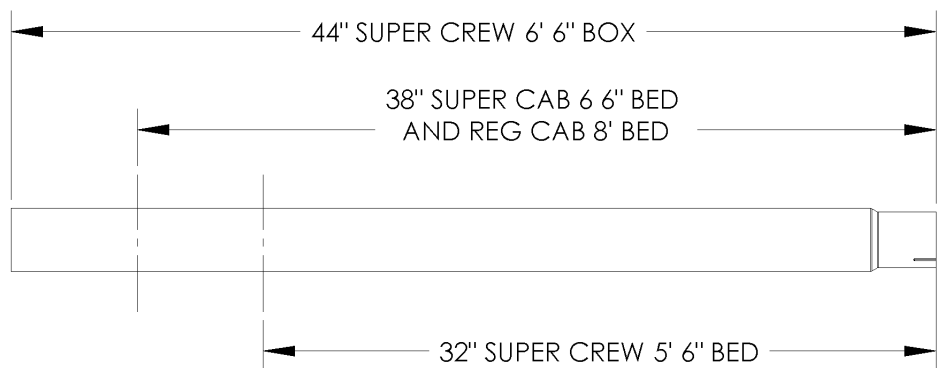 44" SUPER CREW 6' 6" BOX
38" SUPER CAB 6 6" BED
AND REG CAB 8' BED
32" SUPER CREW 5' 6" BED